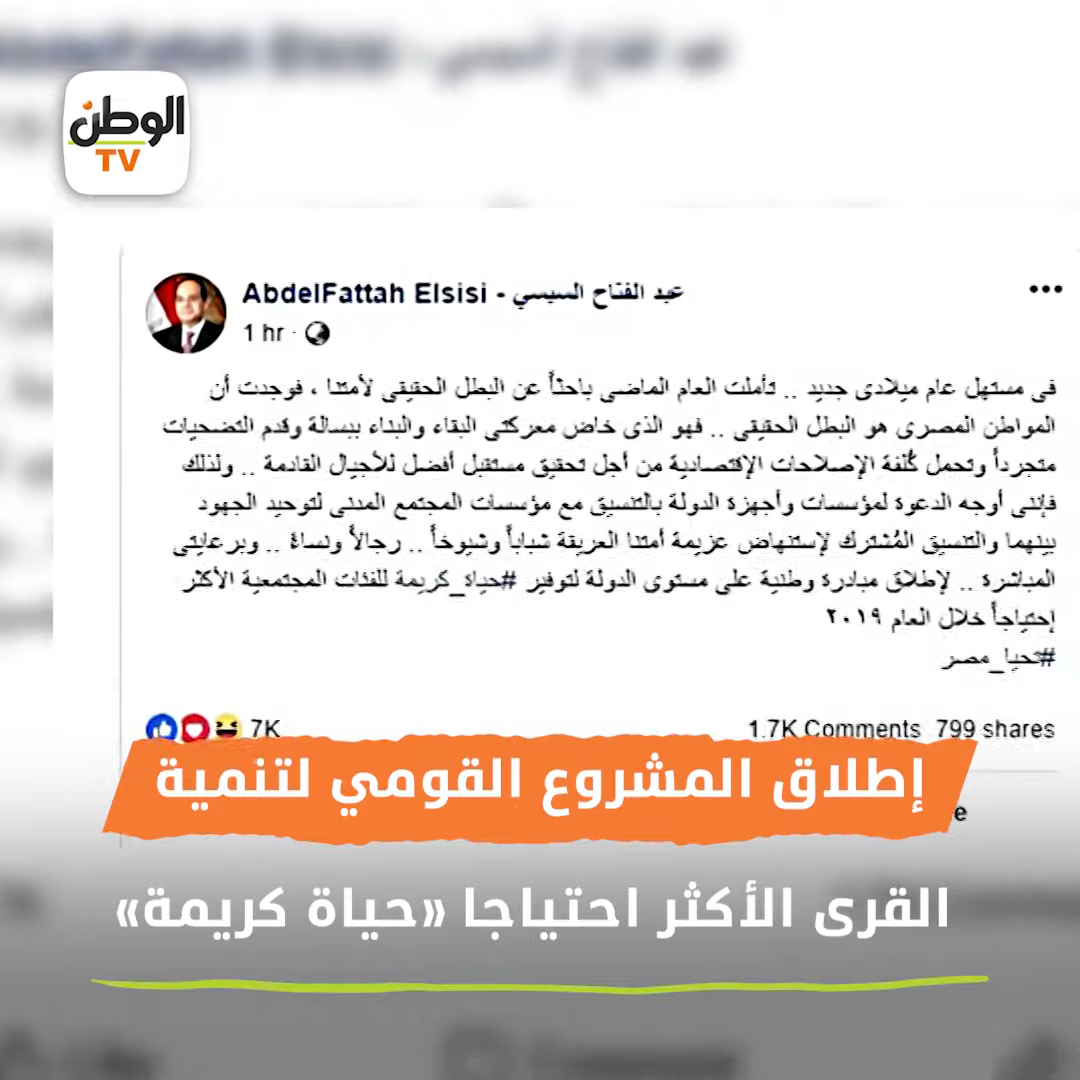 الوطن
TV
AbdelFattah Elsisi - عبد الفتاح السيسي
1 hr ·
فى مستهل عام ميلادى جديد .. تأملت العام الماضى باحثاً عن البطل الحقيقى لأمتنا ، فوجدت أن
المواطن المصرى هو البطل الحقيقى .. فهو الذى خاض معركتى البقاء والبناء ببسالة وقدم التضحيات
متجرداً وتحمل كُلفة الإصلاحات الإقتصادية من أجل تحقيق مستقبل أفضل للأجيال القادمة .. ولذلك
فإننى أوجه الدعوة لمؤسسات وأجهزة الدولة بالتنسيق مع مؤسسات المجتمع المدنى لتوحيد الجهود
بينهما والتنسيق المُشترك لإستنهاض عزيمة أمتنا العريقة شباباً وشيوخاً .. رجالاً ونساءً .. وبرعايتى
المباشرة .. لإطلاق مبادرة وطنية على مستوى الدولة لتوفير #حياة_كريمة للفئات المجتمعية الأكثر
إحتياجاً خلال العام ٢٠١٩
#تحيا_مصر
7K 1.7K Comments 799 shares
إطلاق المشروع القومي لتنمية
القرى الأكثر احتياجا «حياة كريمة»